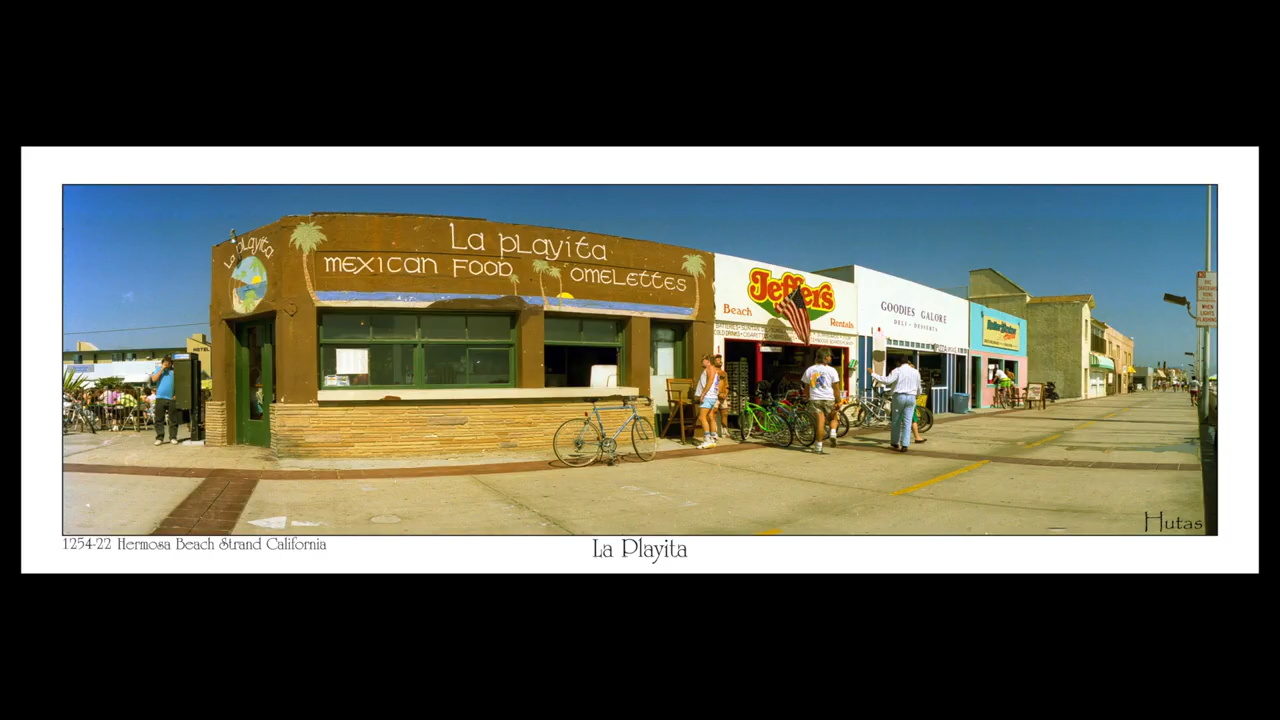 La playita
La playita
mexican Food omelettes
Jeffers
Beach Rentals
GOODIES GALORE
DELI - DESSERTS
HOTEL
Hutas
1254-22 Hermosa Beach Strand California
La Playita